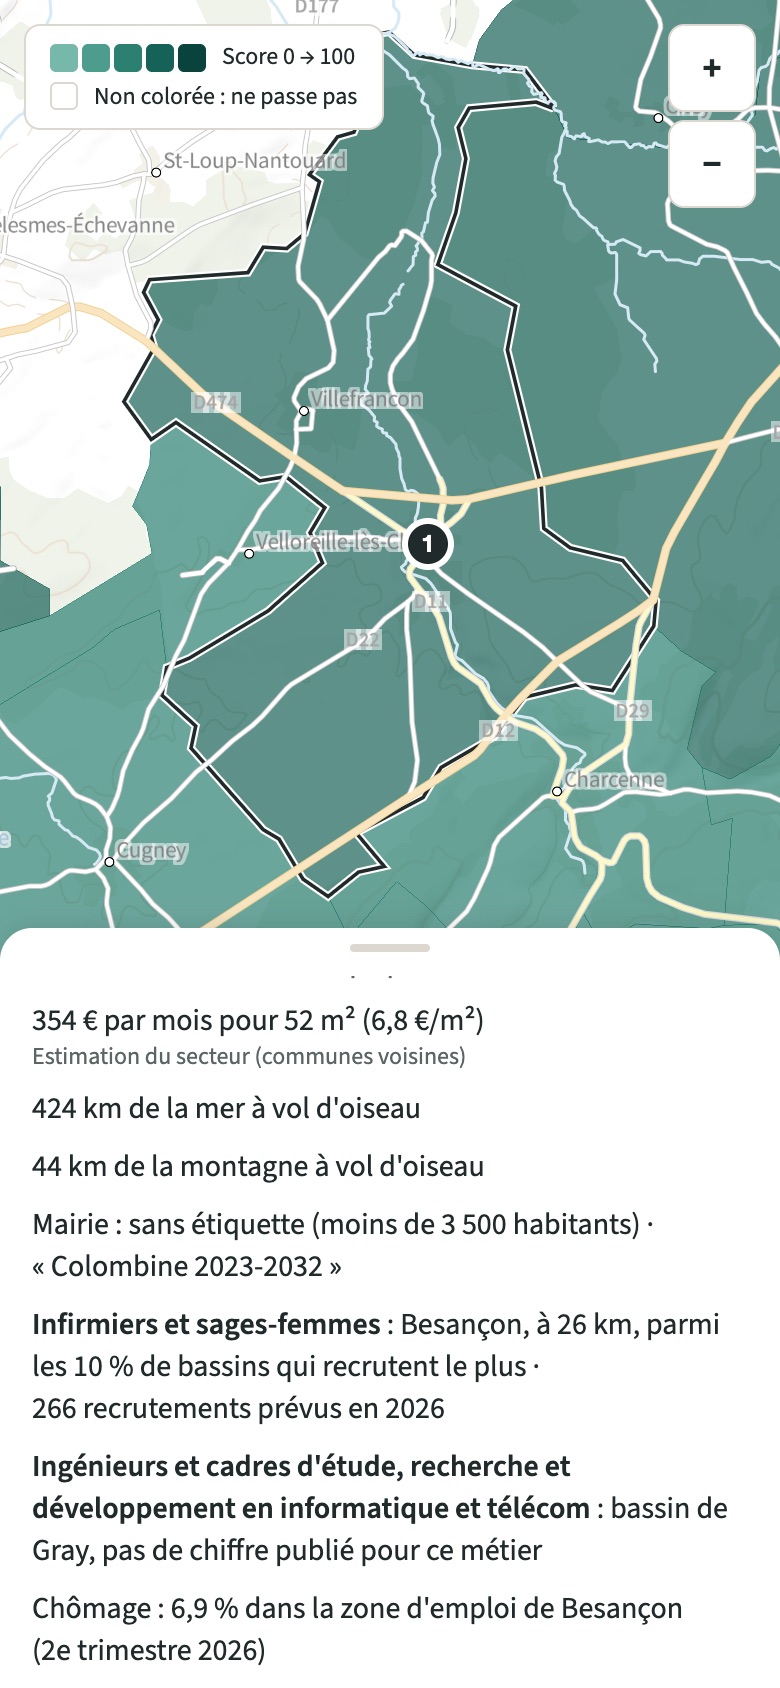 D177
Score 0 → 100
Non colorée : ne passe pas
+
−
St-Loup-Nantouard
elesmes-Échevanne
D474
Villefrancon
Velloreille-lès-Cl
1
D11
D22
D29
D12
Charcenne
Cugney
354 € par mois pour 52 m² (6,8 €/m²)
Estimation du secteur (communes voisines)
424 km de la mer à vol d'oiseau
44 km de la montagne à vol d'oiseau
Mairie : sans étiquette (moins de 3 500 habitants) ·
« Colombine 2023-2032 »
Infirmiers et sages-femmes : Besançon, à 26 km, parmi
les 10 % de bassins qui recrutent le plus ·
266 recrutements prévus en 2026
Ingénieurs et cadres d'étude, recherche et
développement en informatique et télécom : bassin de
Gray, pas de chiffre publié pour ce métier
Chômage : 6,9 % dans la zone d'emploi de Besançon
(2e trimestre 2026)